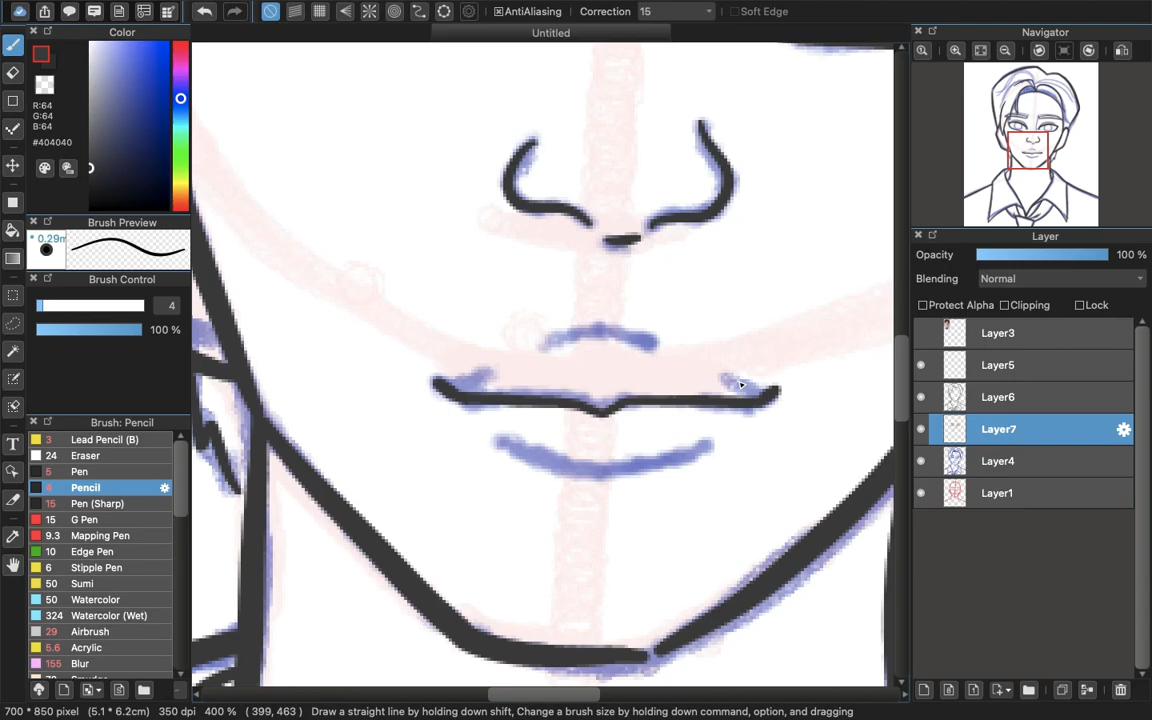 AntiAliasing Correction 15 Soft Edge
Color
Untitled
Navigator
R:64
G:64
B:64
#404040
Brush Preview
* 0.29m
Brush Control
4
100 %
Brush: Pencil
3 Lead Pencil (B)
24 Eraser
5 Pen
4 Pencil
15 Pen (Sharp)
15 G Pen
9.3 Mapping Pen
10 Edge Pen
6 Stipple Pen
50 Sumi
50 Watercolor
324 Watercolor (Wet)
29 Airbrush
5.6 Acrylic
155 Blur
Layer
Opacity 100 %
Blending Normal
Protect Alpha Clipping Lock
Layer3
Layer5
Layer6
Layer7
Layer4
Layer1
700 * 850 pixel (5.1 * 6.2cm) 350 dpi 400 % ( 399, 463 ) Draw a straight line by holding down shift, Change a brush size by holding down command, option, and dragging